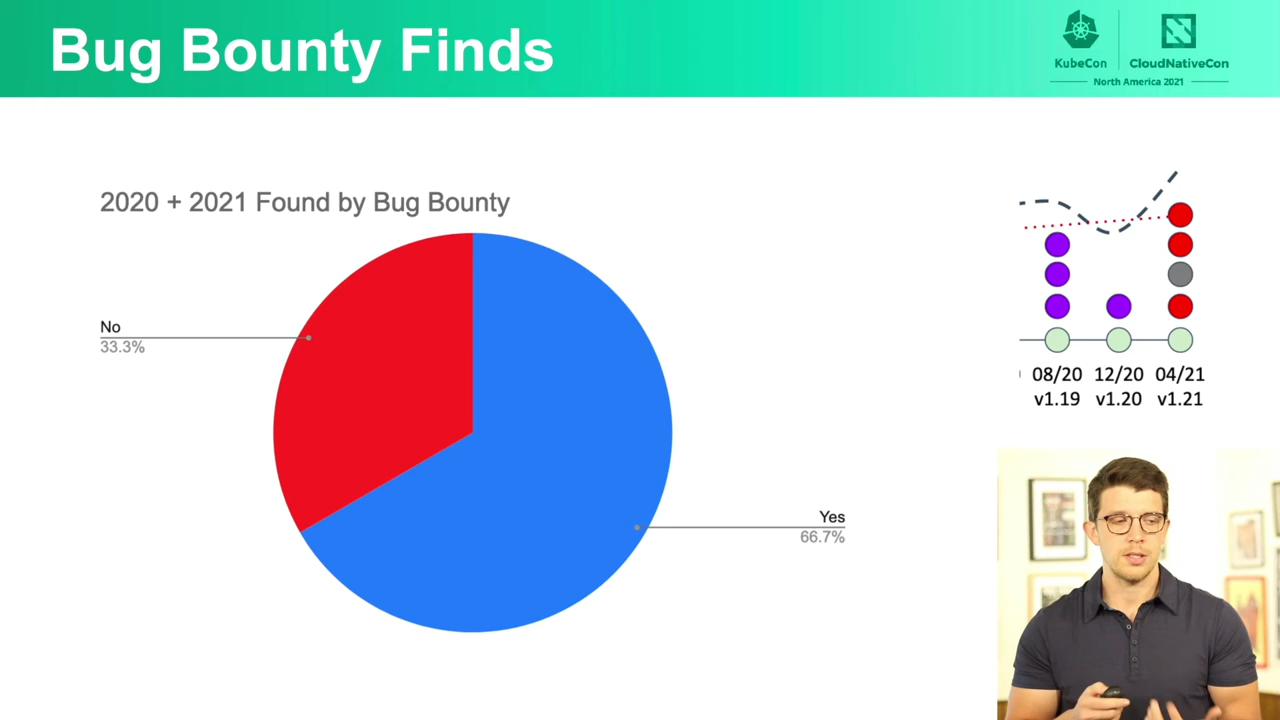 Bug Bounty Finds
KubeCon
CloudNativeCon
North America 2021
2020 + 2021 Found by Bug Bounty
No
33.3%
Yes
66.7%
08/20 12/20 04/21
v1.19 v1.20 v1.21